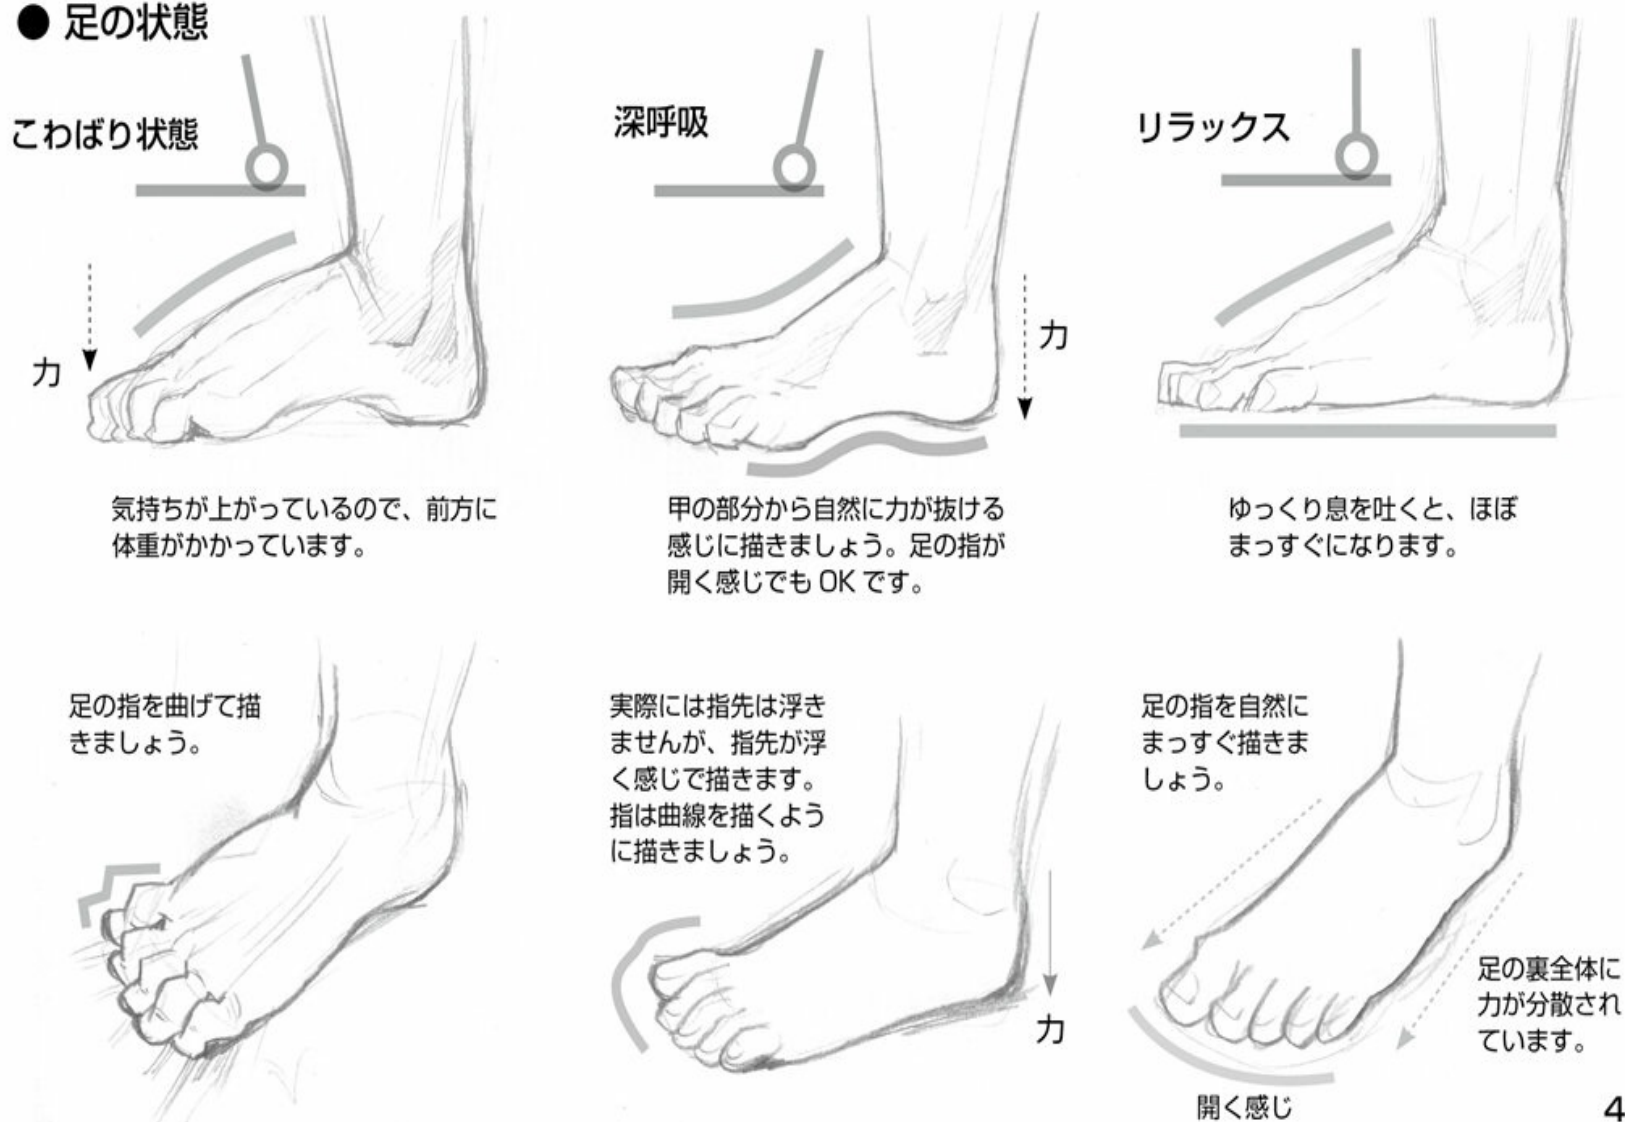 ● 足の状態
こわばり状態
力
気持ちが上がっているので、前方に
体重がかかっています。
深呼吸
力
甲の部分から自然に力が抜ける
感じに描きましょう。足の指が
開く感じでも OK です。
リラックス
ゆっくり息を吐くと、ほぼ
まっすぐになります。
足の指を曲げて描
きましょう。
実際には指先は浮き
ませんが、指先が浮
く感じで描きます。
指は曲線を描くよう
に描きましょう。
力
足の指を自然に
まっすぐ描きま
しょう。
足の裏全体に
力が分散され
ています。
開く感じ
4